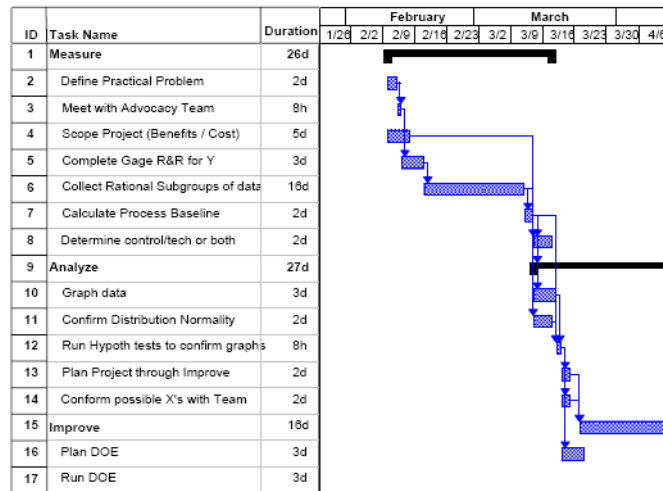 February March
ID Task Name Duration 1/26 2/2 2/9 2/16 2/23 3/2 3/9 3/16 3/23 3/30 4/6
1 Measure 26d
2 Define Practical Problem 2d
3 Meet with Advocacy Team 8h
4 Scope Project (Benefits / Cost) 5d
5 Complete Gage R&R for Y 3d
6 Collect Rational Subgroups of data 16d
7 Calculate Process Baseline 2d
8 Determine control/tech or both 2d
9 Analyze 27d
10 Graph data 3d
11 Confirm Distribution Normality 2d
12 Run Hypoth tests to confirm graphs 8h
13 Plan Project through Improve 2d
14 Conform possible X's with Team 2d
15 Improve 16d
16 Plan DOE 3d
17 Run DOE 3d